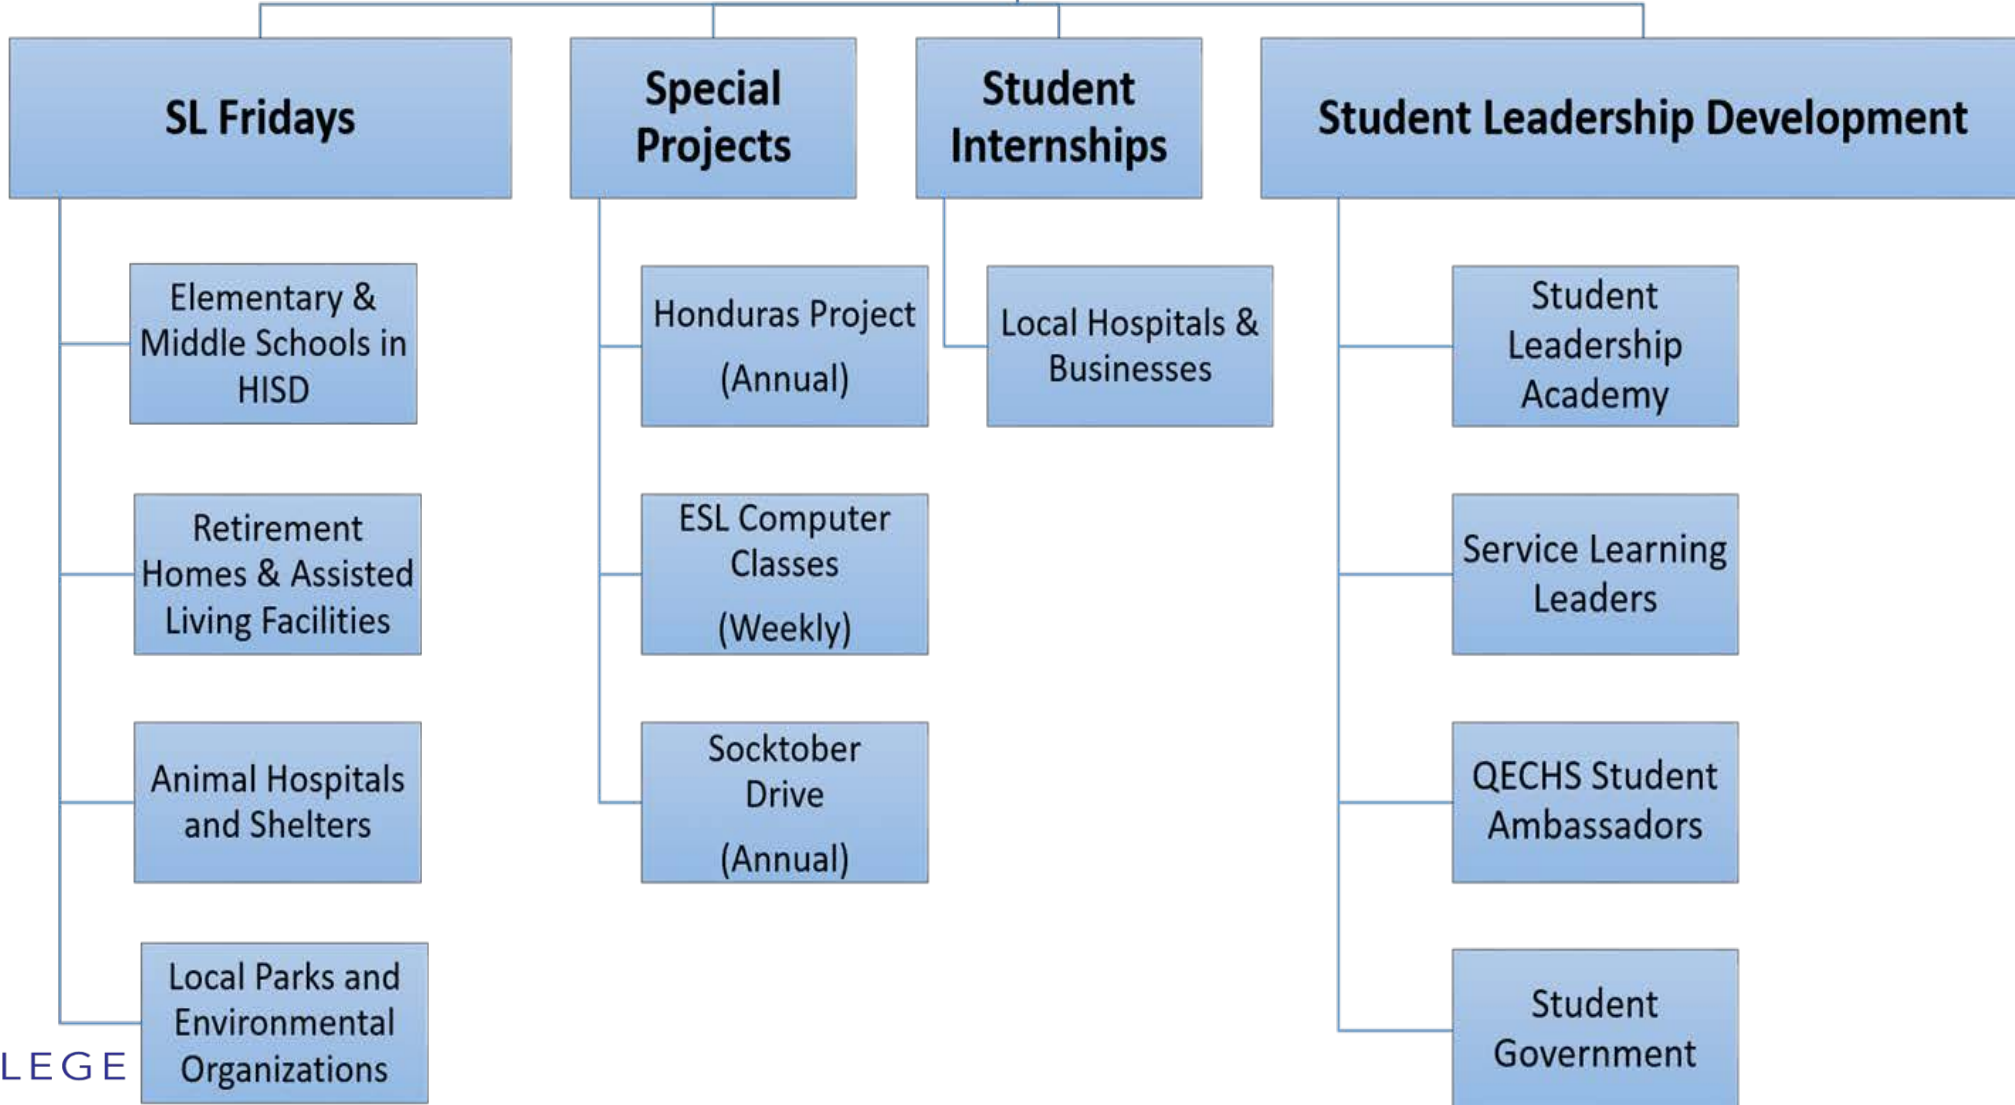 SL Fridays
Elementary &
Middle Schools in
HISD
Retirement
Homes & Assisted
Living Facilities
Animal Hospitals
and Shelters
Local Parks and
Environmental
Organizations
Special
Projects
Honduras Project
(Annual)
ESL Computer
Classes
(Weekly)
Socktober
Drive
(Annual)
Student
Internships
Local Hospitals &
Businesses
Student Leadership Development
Student
Leadership
Academy
Service Learning
Leaders
QECHS Student
Ambassadors
Student
Government
LEGE